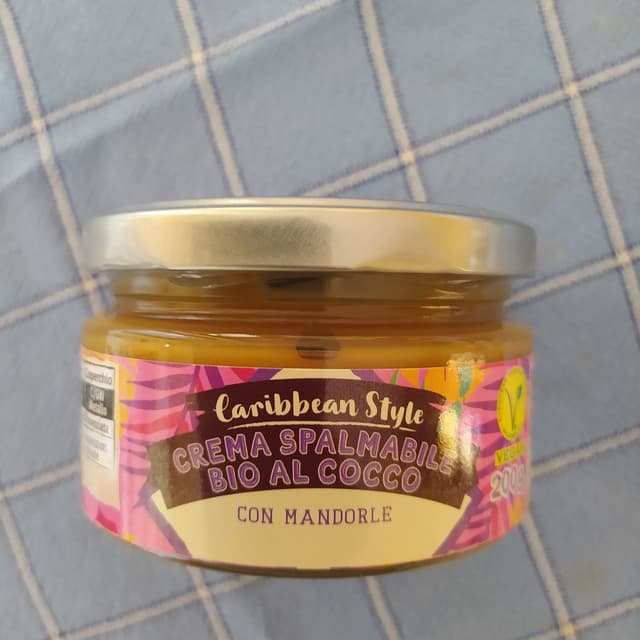 Caribbean Style
CREMA SPALMABILE
BIO AL COCCO
CON MANDORLE
V
VEGAN
200g